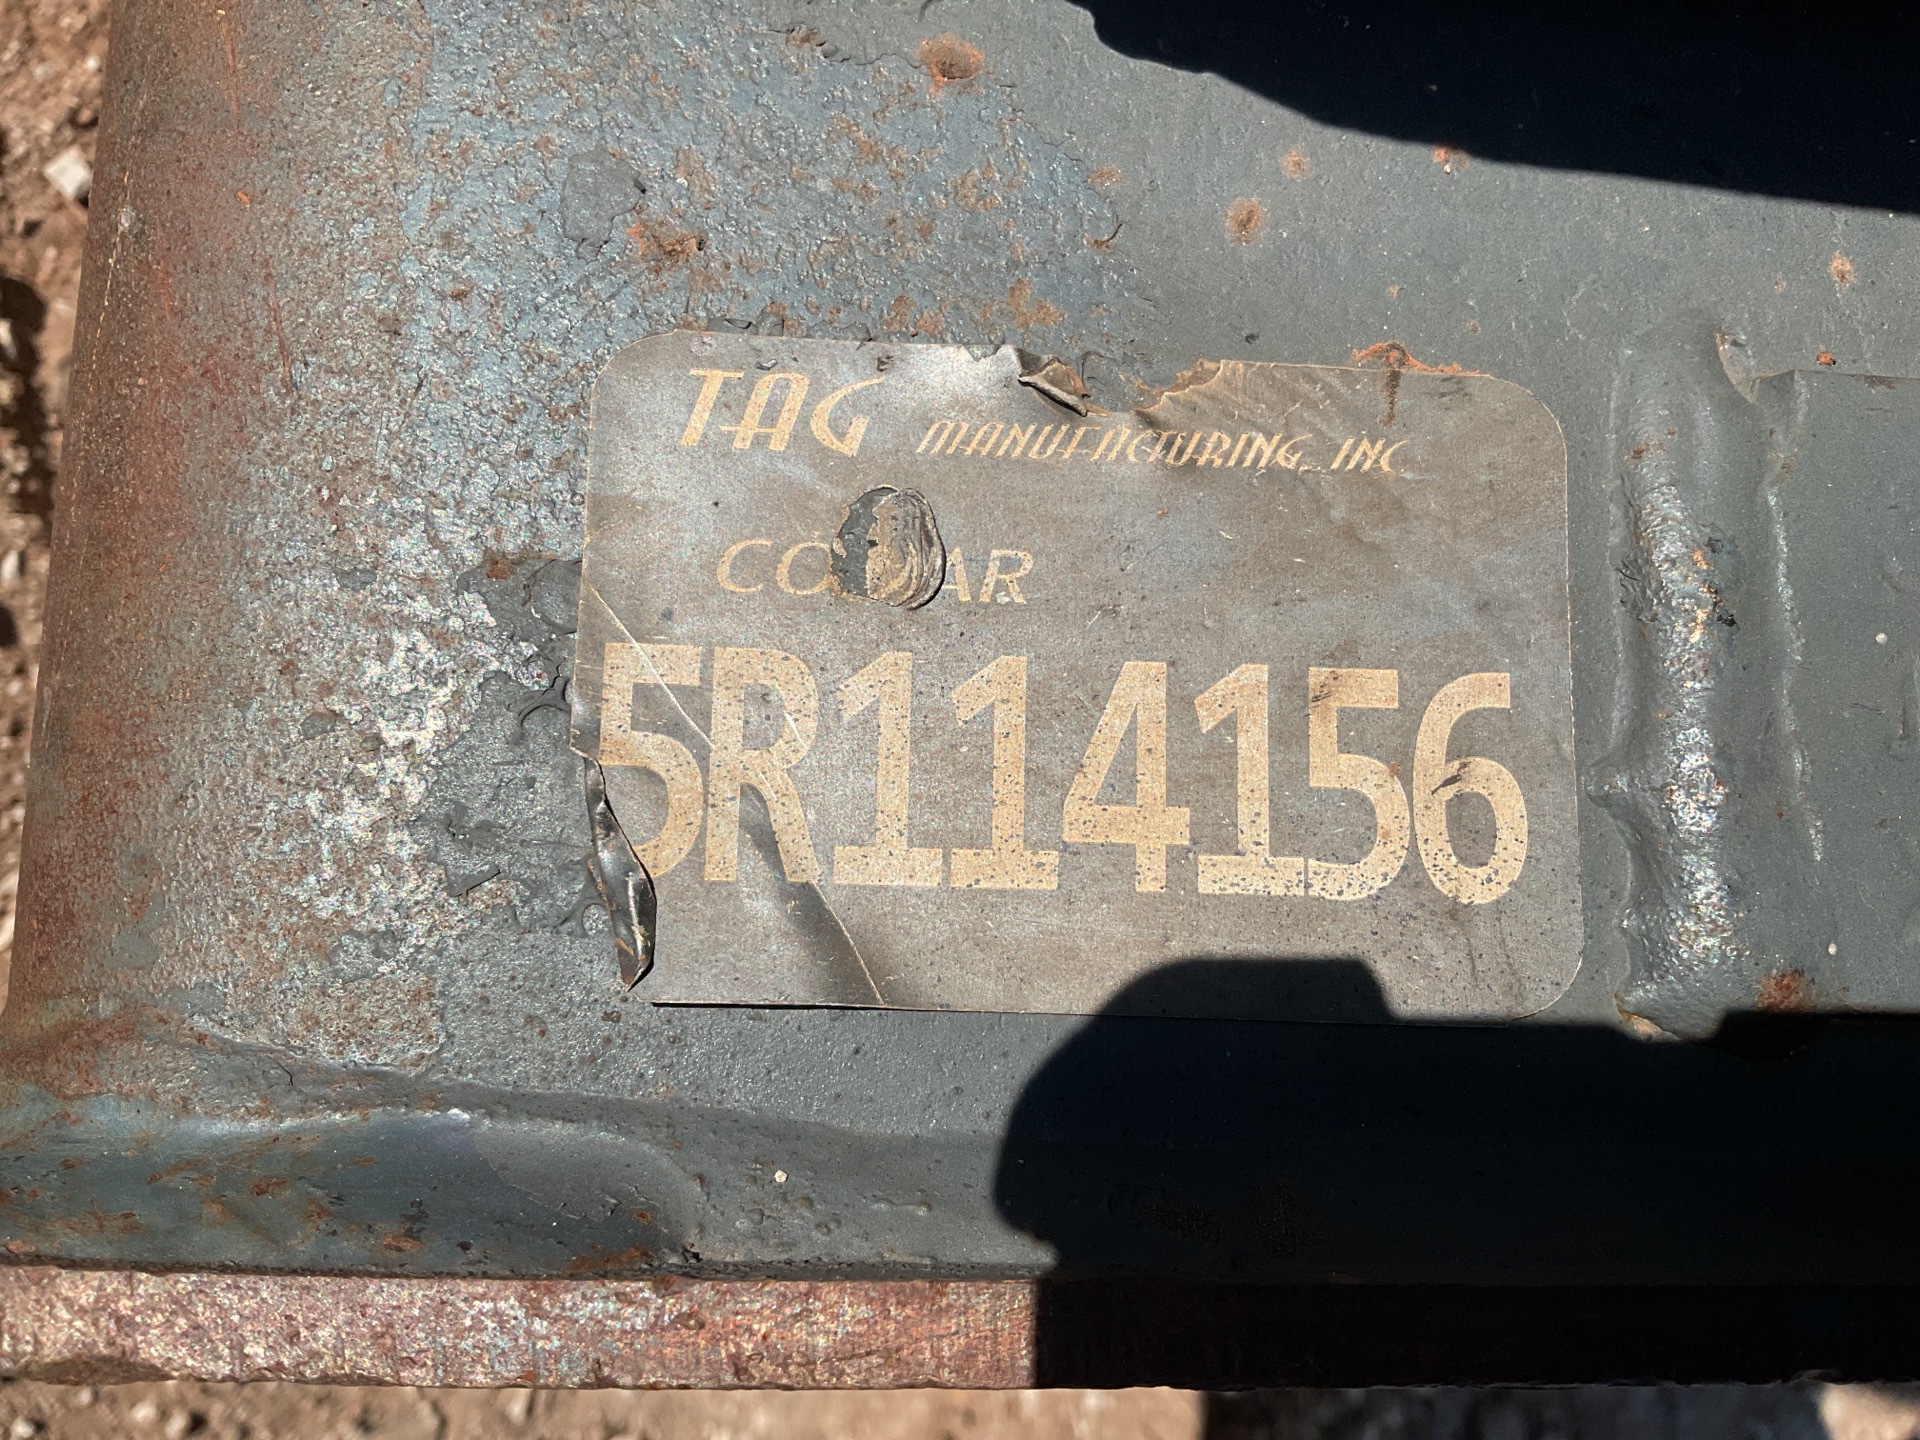 TAG MANUFACTURING, INC
5R114156